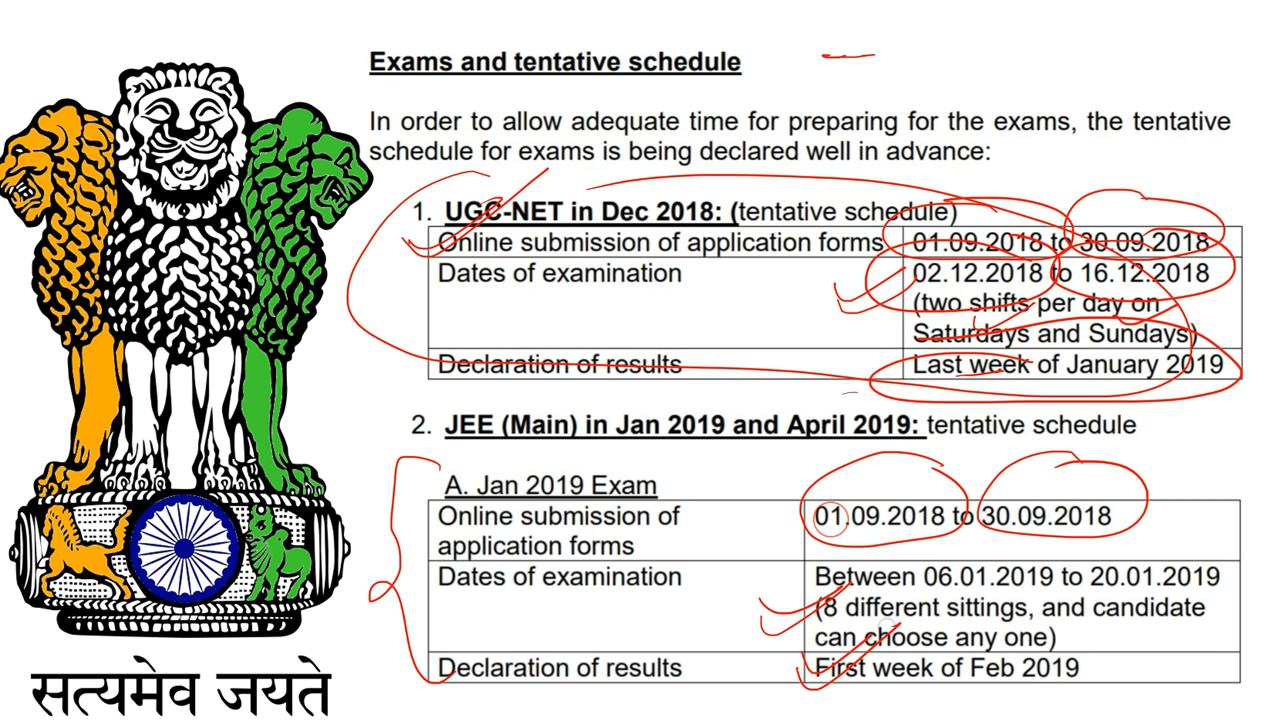 Exams and tentative schedule
In order to allow adequate time for preparing for the exams, the tentative
schedule for exams is being declared well in advance:
1. UGC-NET in Dec 2018: (tentative schedule)
Online submission of application forms 01.09.2018 to 30.09.2018
Dates of examination 02.12.2018 to 16.12.2018
(two shifts per day on
Saturdays and Sundays)
Declaration of results Last week of January 2019
2. JEE (Main) in Jan 2019 and April 2019: tentative schedule
A. Jan 2019 Exam
Online submission of 01.09.2018 to 30.09.2018
application forms
Dates of examination Between 06.01.2019 to 20.01.2019
(8 different sittings, and candidate
can choose any one)
Declaration of results First week of Feb 2019
सत्यमेव जयते